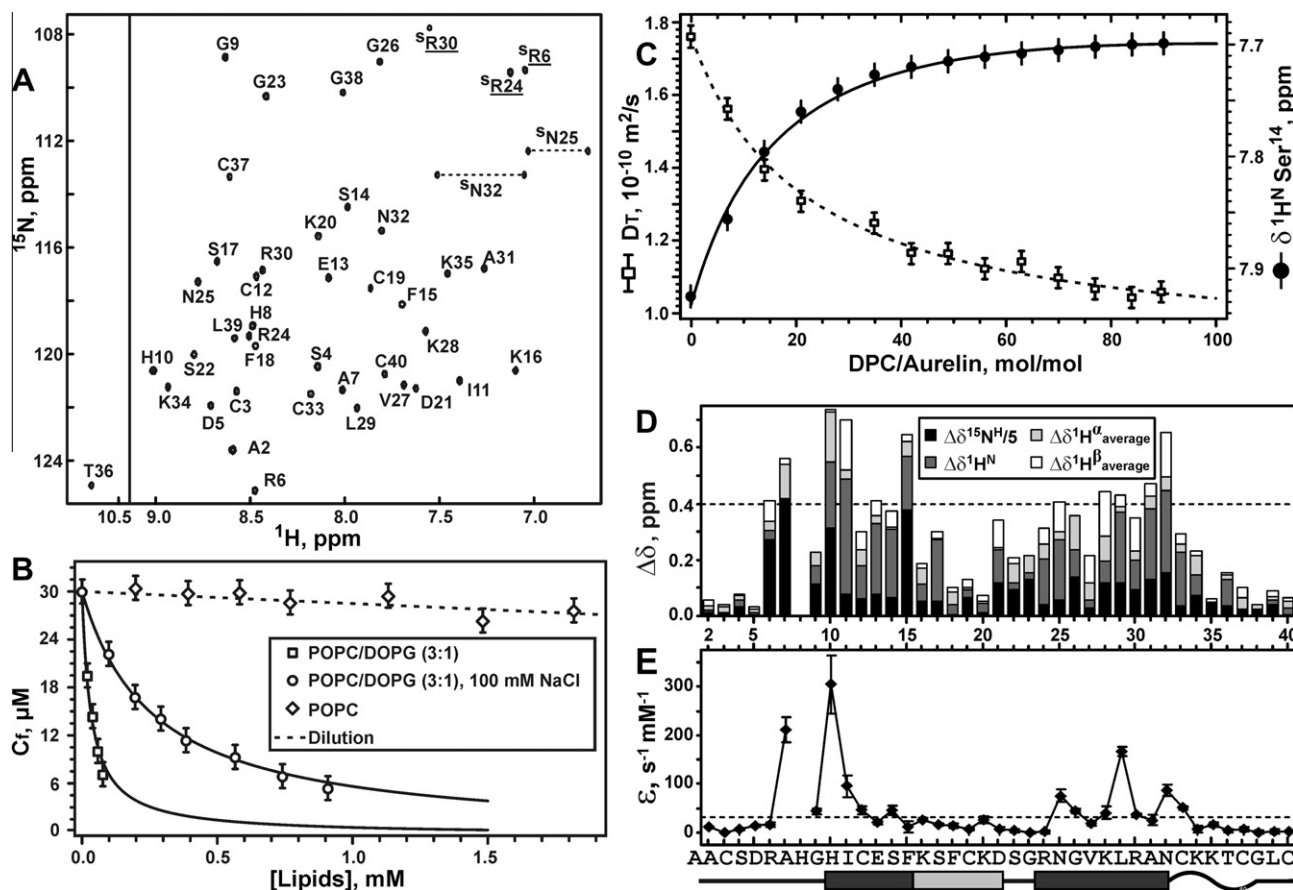 A
108
112
116
120
124
15N, ppm
G9
G23
G26
G38
sR30
sR6
sR24
sN25
sN32
C37
S14
K20
N32
S17
R30
E13
K35
A31
N25
C12
C19
F15
L39
H8
R24
K28
H10
S22
F18
S4
C40
K16
K34
C3
A7
V27
D21
I11
D5
C33
L29
A2
R6
T36
10.5
9.0
8.5
8.0
7.5
7.0
1H, ppm
B
Cf, µM
30
24
18
12
6
0
POPC/DOPG (3:1)
POPC/DOPG (3:1), 100 mM NaCl
POPC
Dilution
0.0
0.5
1.0
1.5
[Lipids], mM
C
DT, 10-10 m2/s
1.8
1.6
1.4
1.2
1.0
7.7
7.8
7.9
δ 1HN Ser14, ppm
0 20 40 60 80 100
DPC/Aurelin, mol/mol
D
Δδ, ppm
0.6
0.4
0.2
0.0
Δδ15NH/5
Δδ1HN
Δδ1Hαaverage
Δδ1Hβaverage
2 5 10 15 20 25 30 35 40
E
ε, s-1 mM-1
300
200
100
0
AACSDRAHGHICESFKSFCKDSGRNGVKLRANCKKTCGLC